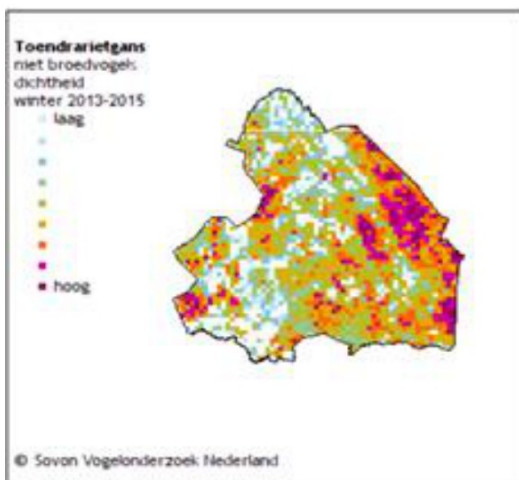 Toendrarietgans
niet broedvogels
dichtheid
winter 2013-2015
laag
hoog
© Sovon Vogelonderzoek Nederland